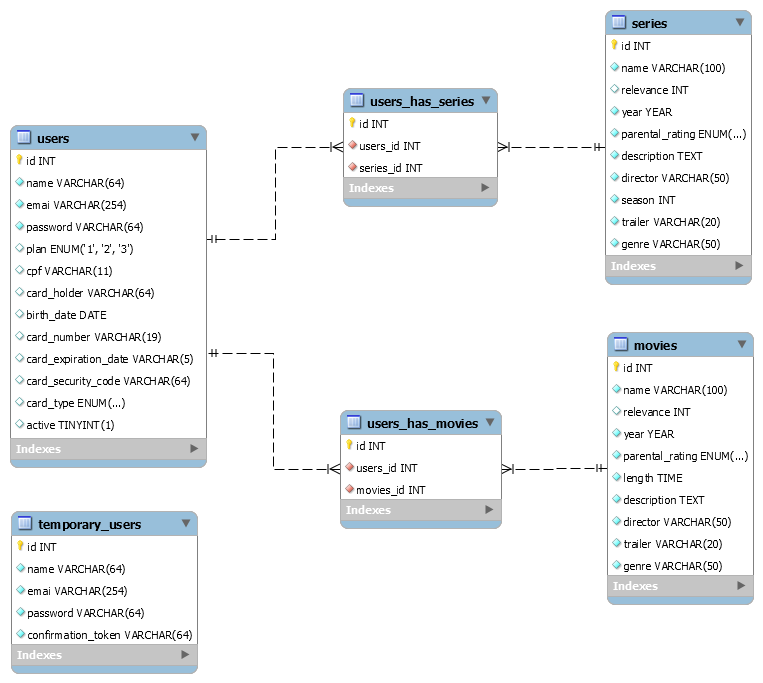 users
id INT
name VARCHAR(64)
emai VARCHAR(254)
password VARCHAR(64)
plan ENUM('1', '2', '3')
cpf VARCHAR(11)
card_holder VARCHAR(64)
birth_date DATE
card_number VARCHAR(19)
card_expiration_date VARCHAR(5)
card_security_code VARCHAR(64)
card_type ENUM(...)
active TINYINT(1)
Indexes
temporary_users
id INT
name VARCHAR(64)
emai VARCHAR(254)
password VARCHAR(64)
confirmation_token VARCHAR(64)
Indexes
users_has_series
id INT
users_id INT
series_id INT
Indexes
users_has_movies
id INT
users_id INT
movies_id INT
Indexes
series
id INT
name VARCHAR(100)
relevance INT
year YEAR
parental_rating ENUM(...)
description TEXT
director VARCHAR(50)
season INT
trailer VARCHAR(20)
genre VARCHAR(50)
Indexes
movies
id INT
name VARCHAR(100)
relevance INT
year YEAR
parental_rating ENUM(...)
length TIME
description TEXT
director VARCHAR(50)
trailer VARCHAR(20)
genre VARCHAR(50)
Indexes